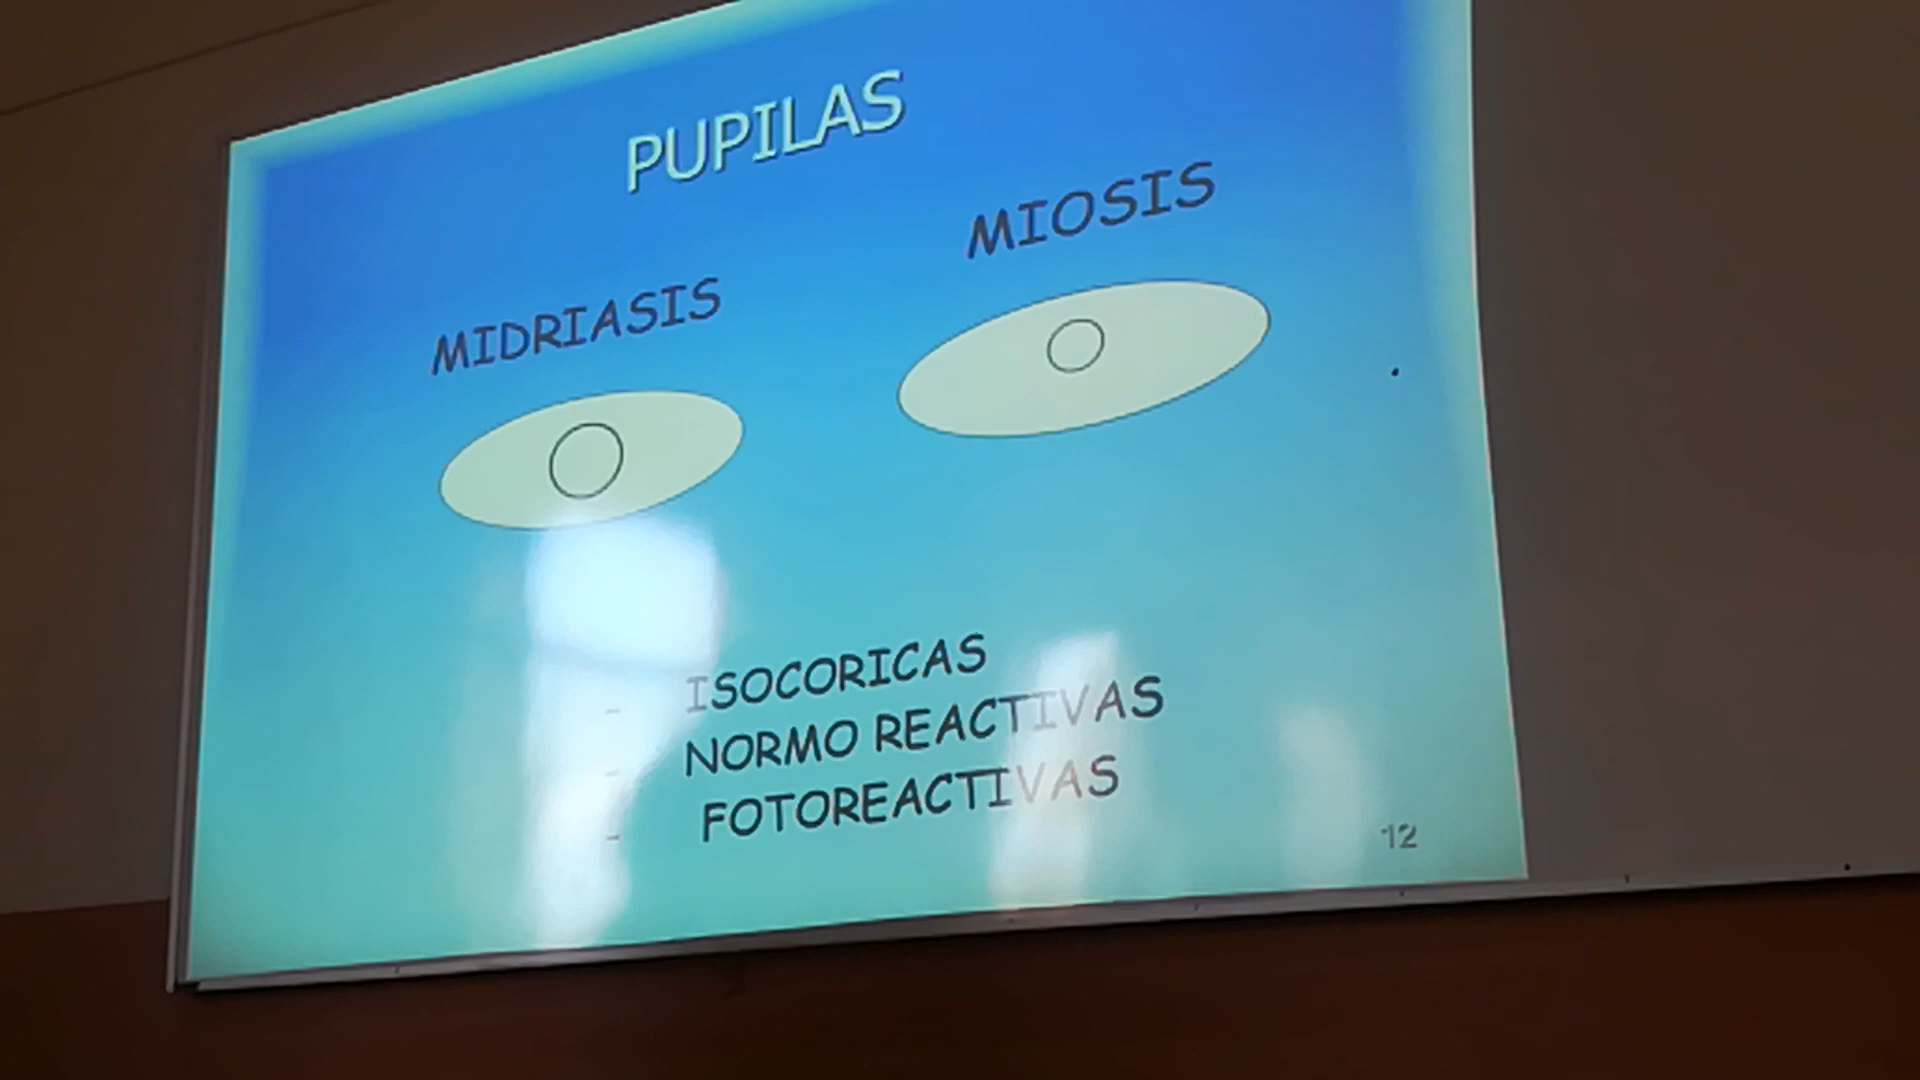 PUPILAS
MIOSIS
MIDRIASIS
- ISOCORICAS
- NORMO REACTIVAS
- FOTOREACTIVAS
12